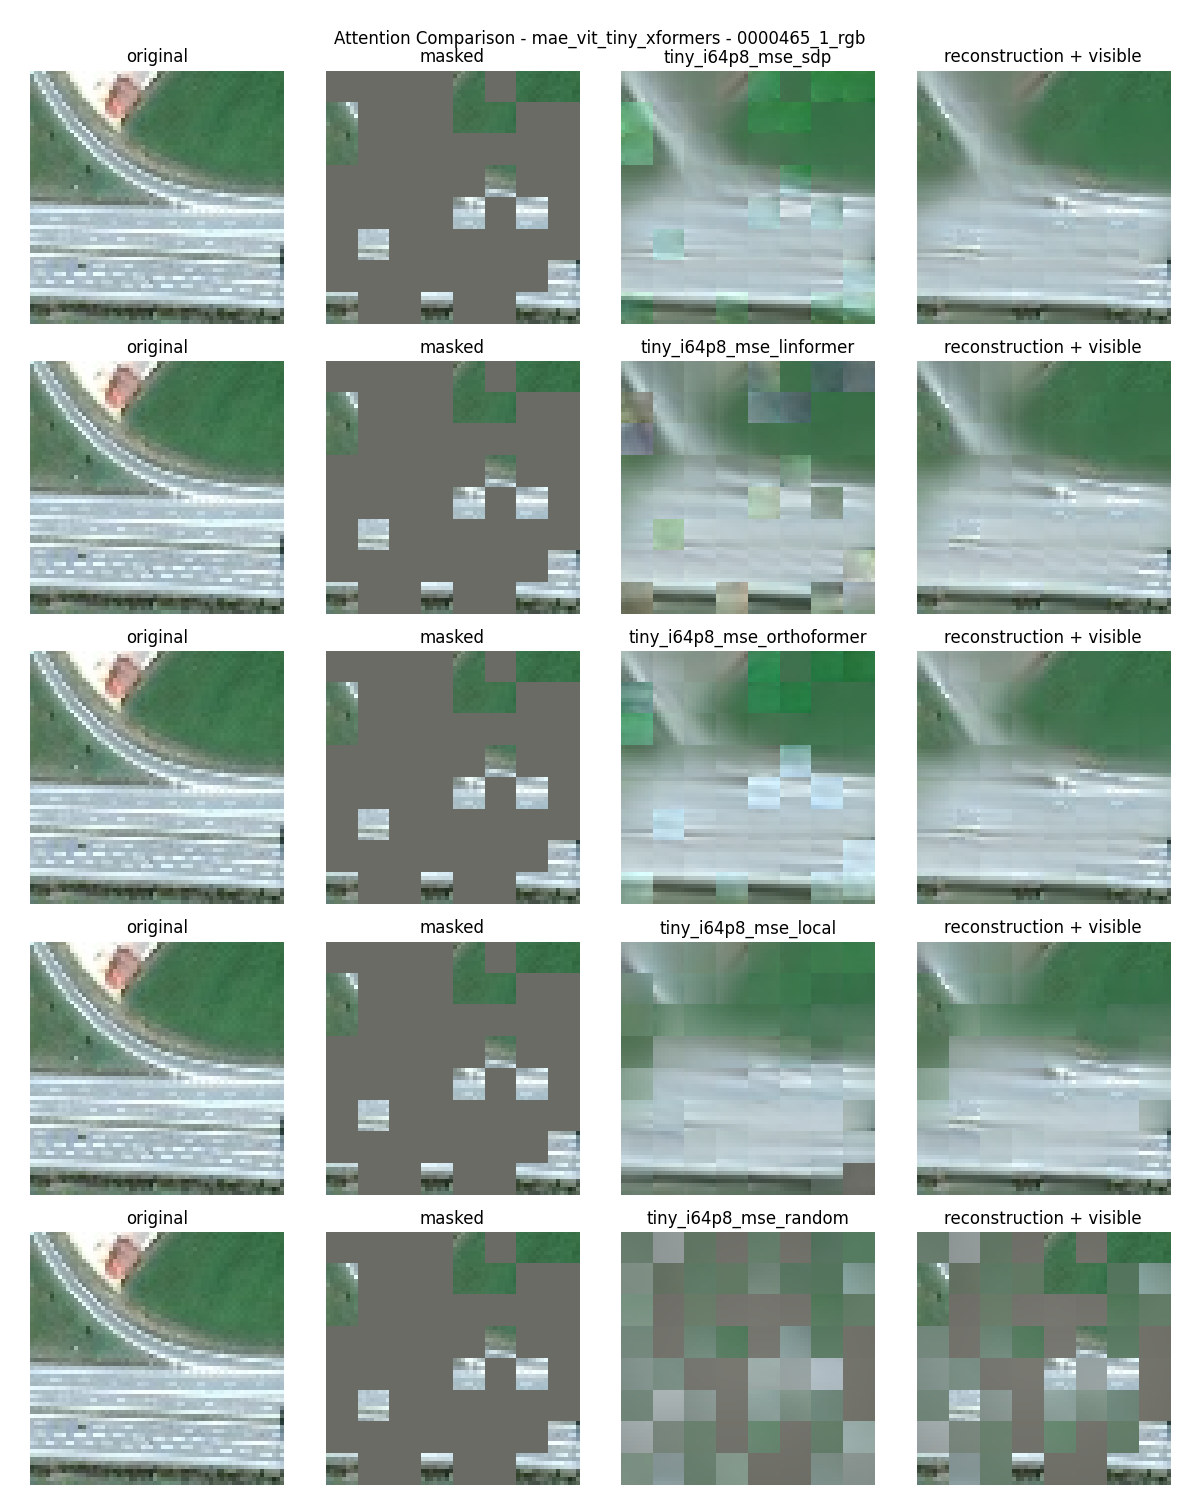 Attention Comparison - mae_vit_tiny_xformers - 0000465_1_rgb
original masked tiny_i64p8_mse_sdp reconstruction + visible
original masked tiny_i64p8_mse_linformer reconstruction + visible
original masked tiny_i64p8_mse_orthoformer reconstruction + visible
original masked tiny_i64p8_mse_local reconstruction + visible
original masked tiny_i64p8_mse_random reconstruction + visible